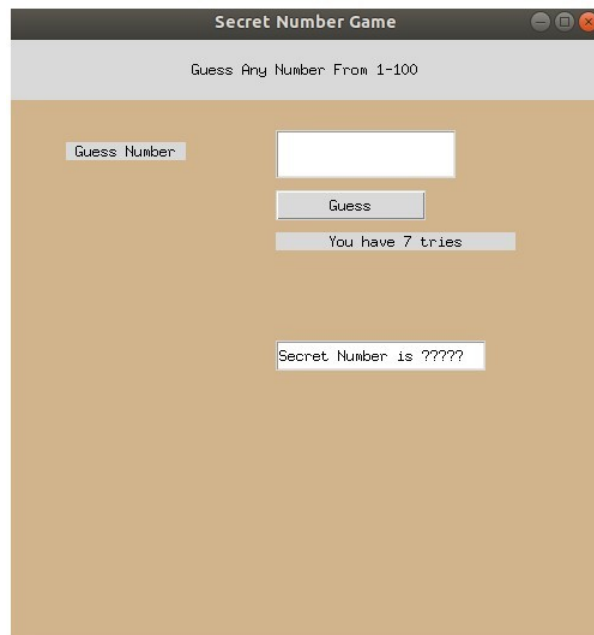 Secret Number Game
Guess Any Number From 1-100
Guess Number
Guess
You have 7 tries
Secret Number is ?????